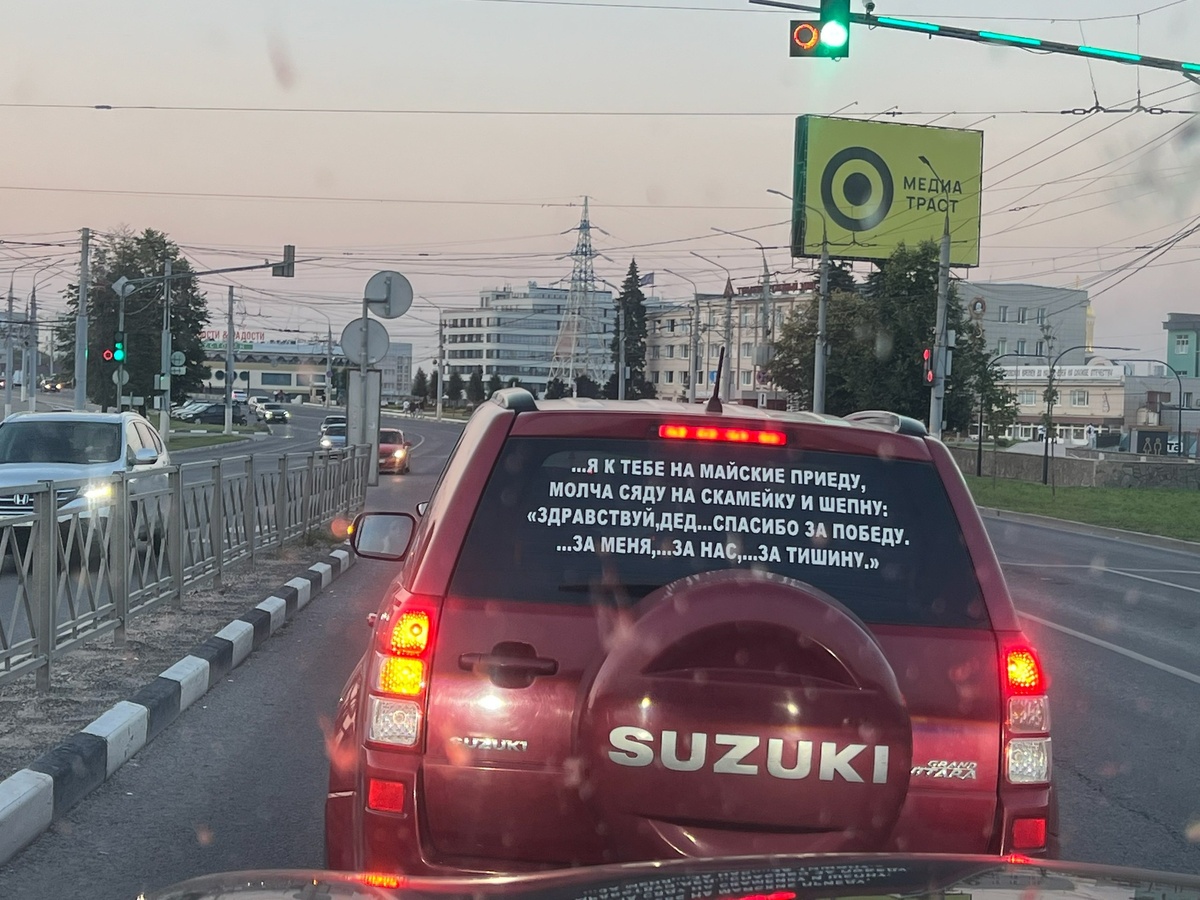 МЕДИА
ТРАСТ
...Я К ТЕБЕ НА МАЙСКИЕ ПРИЕДУ,
МОЛЧА СЯДУ НА СКАМЕЙКУ И ШЕПНУ:
«ЗДРАВСТВУЙ,ДЕД...СПАСИБО ЗА ПОБЕДУ.
...ЗА МЕНЯ,...ЗА НАС,...ЗА ТИШИНУ.»
SUZUKI
SUZUKI
GRAND
VITARA